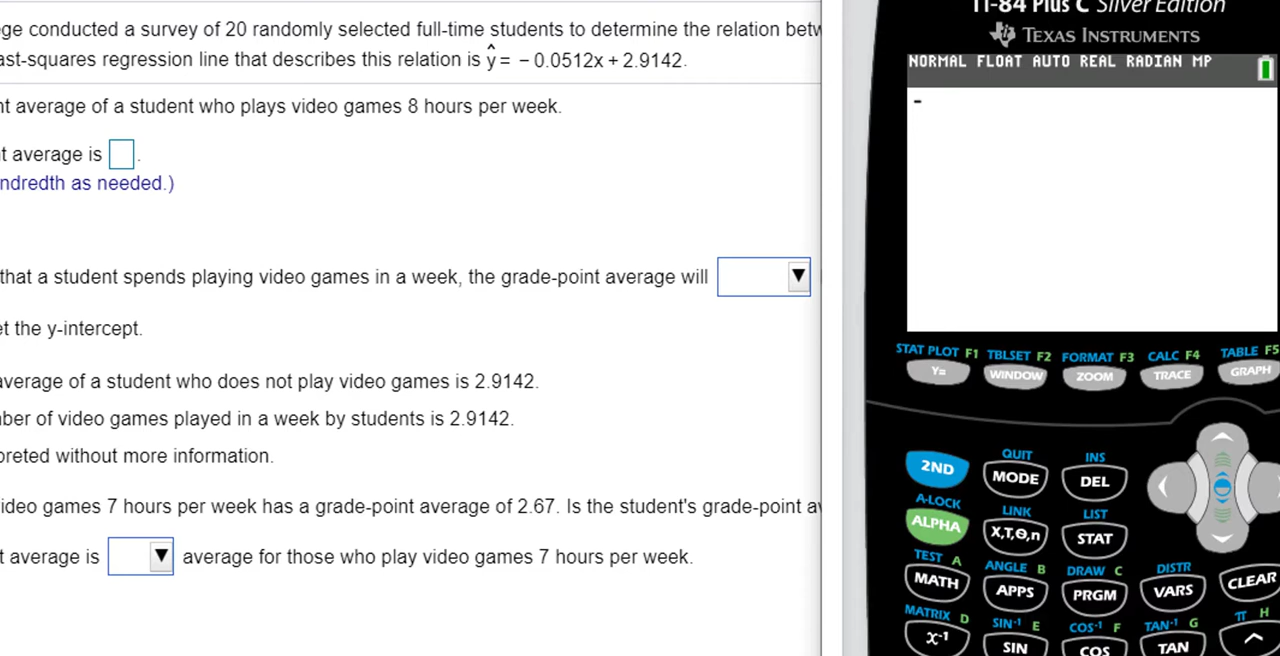 TI-84 Plus C Silver Edition
TEXAS INSTRUMENTS
ge conducted a survey of 20 randomly selected full-time students to determine the relation betw
ast-squares regression line that describes this relation is ŷ = − 0.0512x + 2.9142.
nt average of a student who plays video games 8 hours per week.
t average is .
ndredth as needed.)
that a student spends playing video games in a week, the grade-point average will
et the y-intercept.
average of a student who does not play video games is 2.9142.
ber of video games played in a week by students is 2.9142.
preted without more information.
ideo games 7 hours per week has a grade-point average of 2.67. Is the student's grade-point av
t average is average for those who play video games 7 hours per week.
NORMAL FLOAT AUTO REAL RADIAN MP
-
STAT PLOT F1 TBLSET F2 FORMAT F3 CALC F4 TABLE F5
Y= WINDOW ZOOM TRACE GRAPH
QUIT INS
2ND MODE DEL
A-LOCK LINK LIST
ALPHA X,T,Θ,n STAT
TEST A ANGLE B DRAW C DISTR
MATH APPS PRGM VARS CLEAR
MATRIX D SIN-1 E COS-1 F TAN-1 G π H
x-1 SIN COS TAN ^